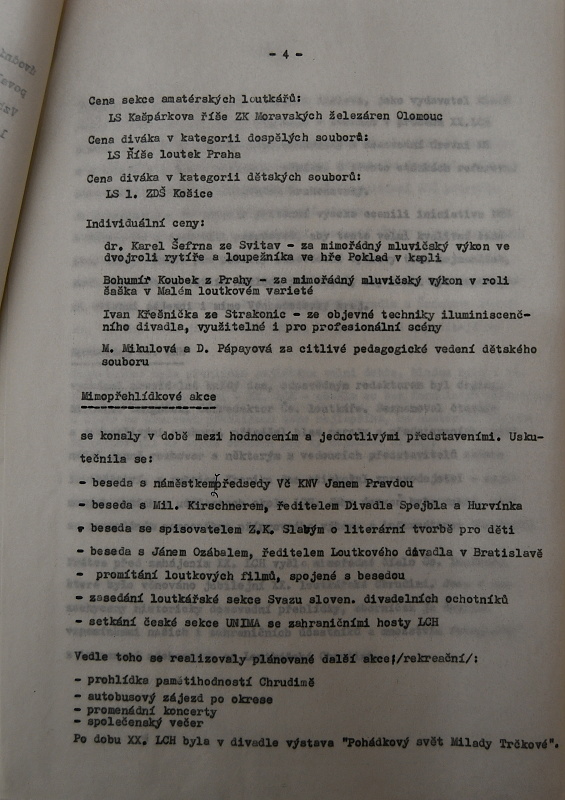 - 4 -
Cena sekce amatérských loutkářů:
LS Kašpárkova říše ZK Moravských železáren Olomouc
Cena diváka v kategorii dospělých souborů:
LS Říše loutek Praha
Cena diváka v kategorii dětských souborů:
LS 1. ZDŠ Košice
Individuální ceny:
dr. Karel Šefrna ze Svitav - za mimořádný mluvičský výkon ve
dvojroli rytíře a loupežníka ve hře Poklad v kapli
Bohumír Koubek z Prahy - za mimořádný mluvičský výkon v roli
šaška v Malém loutkovém varieté
Ivan Křešnička ze Strakonic - ze objevné techniky iluminiscenč-
ního divadla, využitelné i pro profesionální scény
M. Mikulová a D. Pápayová za citlivé pedagogické vedení dětského
souboru
Mimopřehlídkové akce
se konaly v době mezi hodnocením a jednotlivými představeními. Usku-
tečnila se:
- beseda s náměstkem předsedy Vč KNV Janem Pravdou
- beseda s Mil. Kirschnerem, ředitelem Divadla Spejbla a Hurvínka
- beseda se spisovatelem Z.K. Slabým o literární tvorbě pro děti
- beseda s Jánem Ozábalem, ředitelem Loutkového divadla v Bratislavě
- promítání loutkových filmů, spojené s besedou
- zasedání loutkářské sekce Svazu sloven. divadelních ochotníků
- setkání české sekce UNIMA se zahraničními hosty LCH
Vedle toho se realizovaly plánované další akce /rekreační/:
- prohlídka pamětihodností Chrudimě
- autobusový zájezd po okrese
- promenádní koncerty
- společenský večer
Po dobu XX. LCH byla v divadle výstava "Pohádkový svět Milady Trčkové".